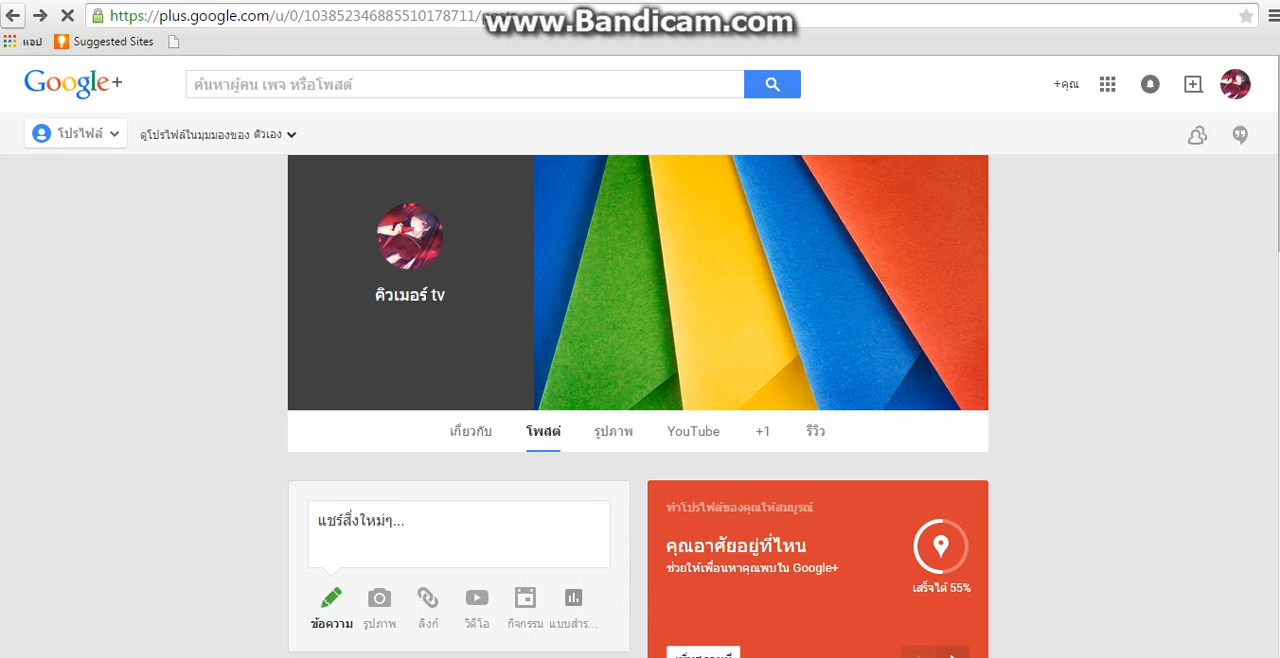 https://plus.google.com/u/0/103852346885510178711/
www.Bandicam.com
แอป Suggested Sites
Google+ ค้นหาผู้คน เพจ หรือโพสต์ +คุณ
โปรไฟล์ ดูโปรไฟล์ในมุมมองของ ตัวเอง
คิวเมอร์ tv
เกี่ยวกับ โพสต์ รูปภาพ YouTube +1 รีวิว
แชร์สิ่งใหม่ๆ...
ข้อความ รูปภาพ ลิงก์ วิดีโอ กิจกรรม แบบสำร...
ทำโปรไฟล์ของคุณให้สมบูรณ์
คุณอาศัยอยู่ที่ไหน
ช่วยให้เพื่อนหาคุณพบใน Google+
เสร็จได้ 55%